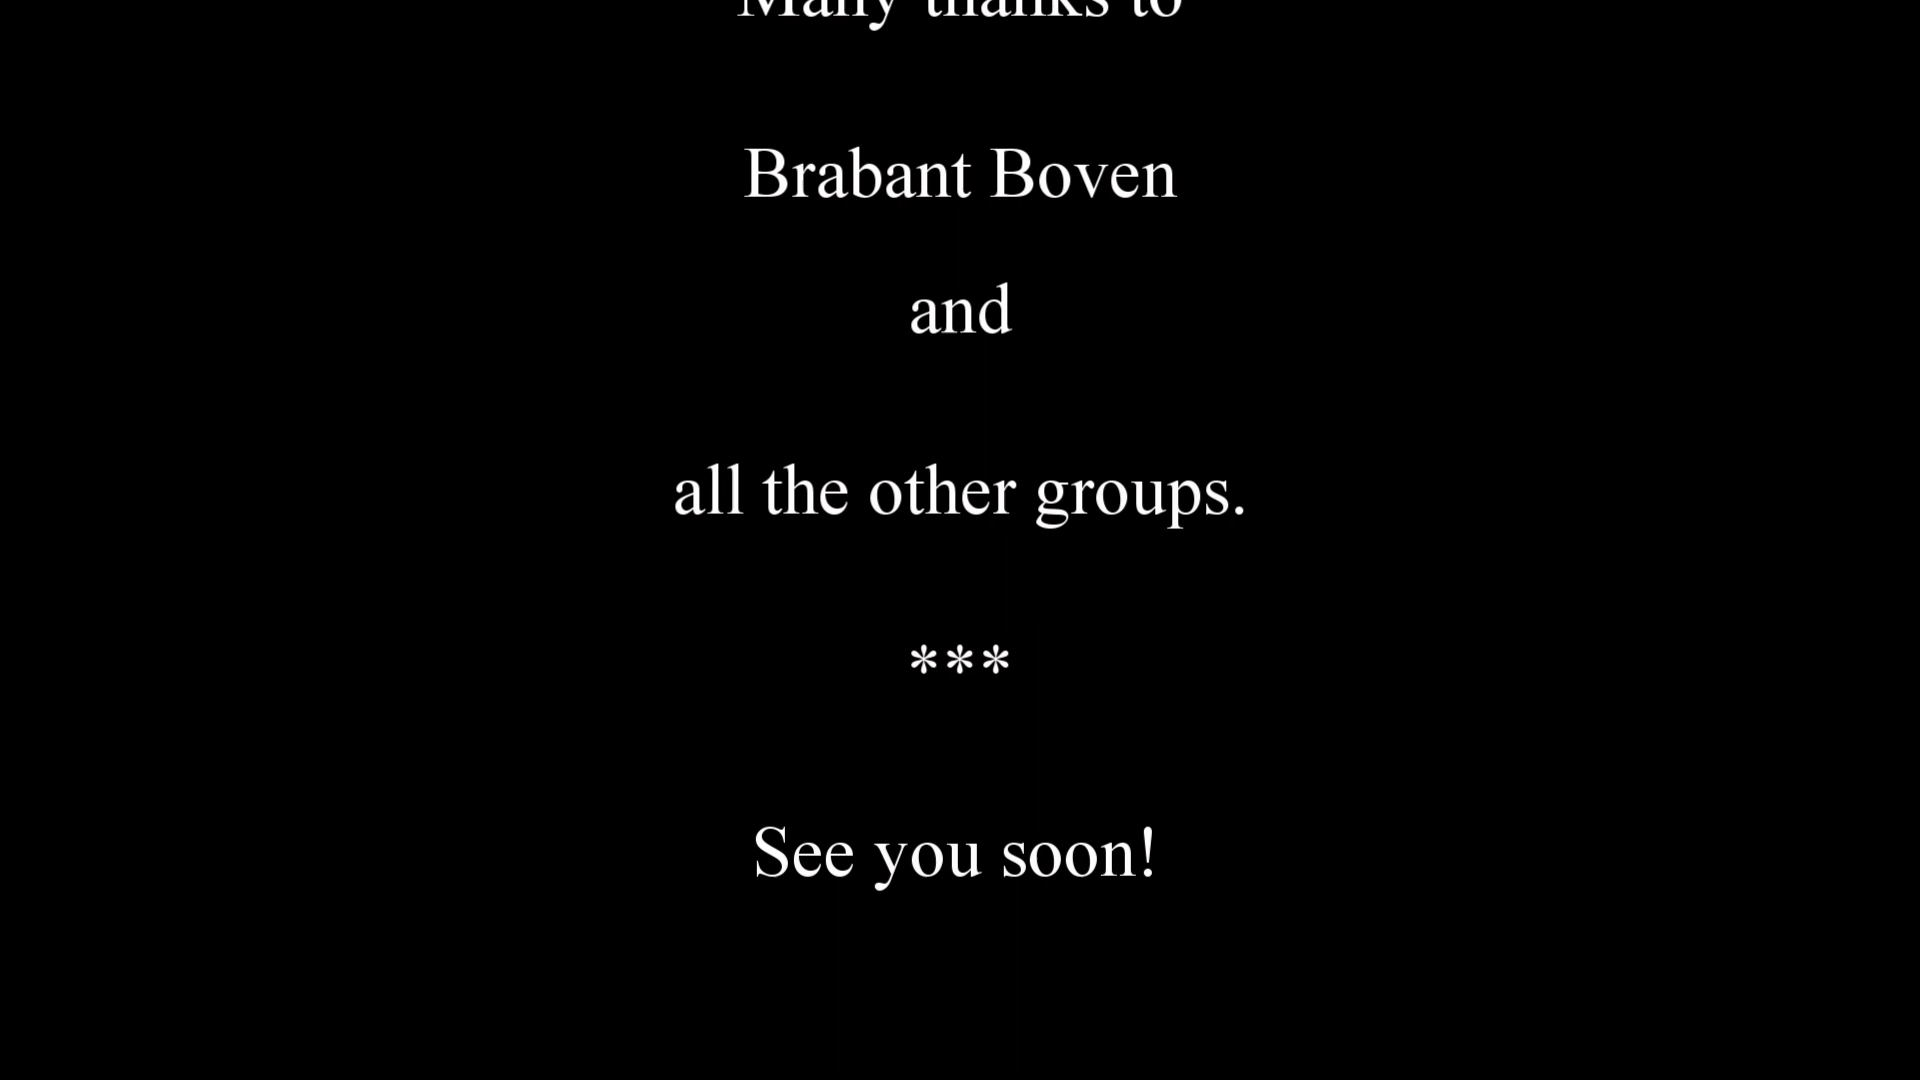 Many thanks to
Brabant Boven
and
all the other groups.
***
See you soon!